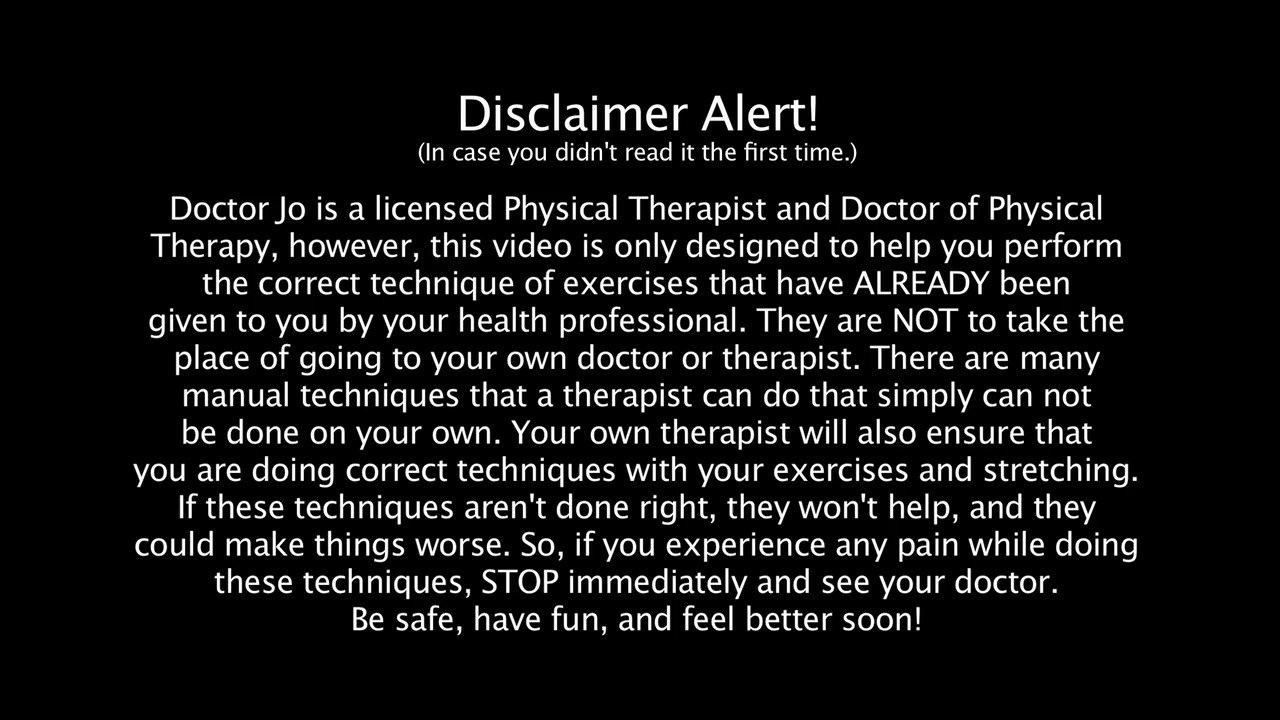 Disclaimer Alert!
(In case you didn't read it the first time.)
Doctor Jo is a licensed Physical Therapist and Doctor of Physical
Therapy, however, this video is only designed to help you perform
the correct technique of exercises that have ALREADY been
given to you by your health professional. They are NOT to take the
place of going to your own doctor or therapist. There are many
manual techniques that a therapist can do that simply can not
be done on your own. Your own therapist will also ensure that
you are doing correct techniques with your exercises and stretching.
If these techniques aren't done right, they won't help, and they
could make things worse. So, if you experience any pain while doing
these techniques, STOP immediately and see your doctor.
Be safe, have fun, and feel better soon!